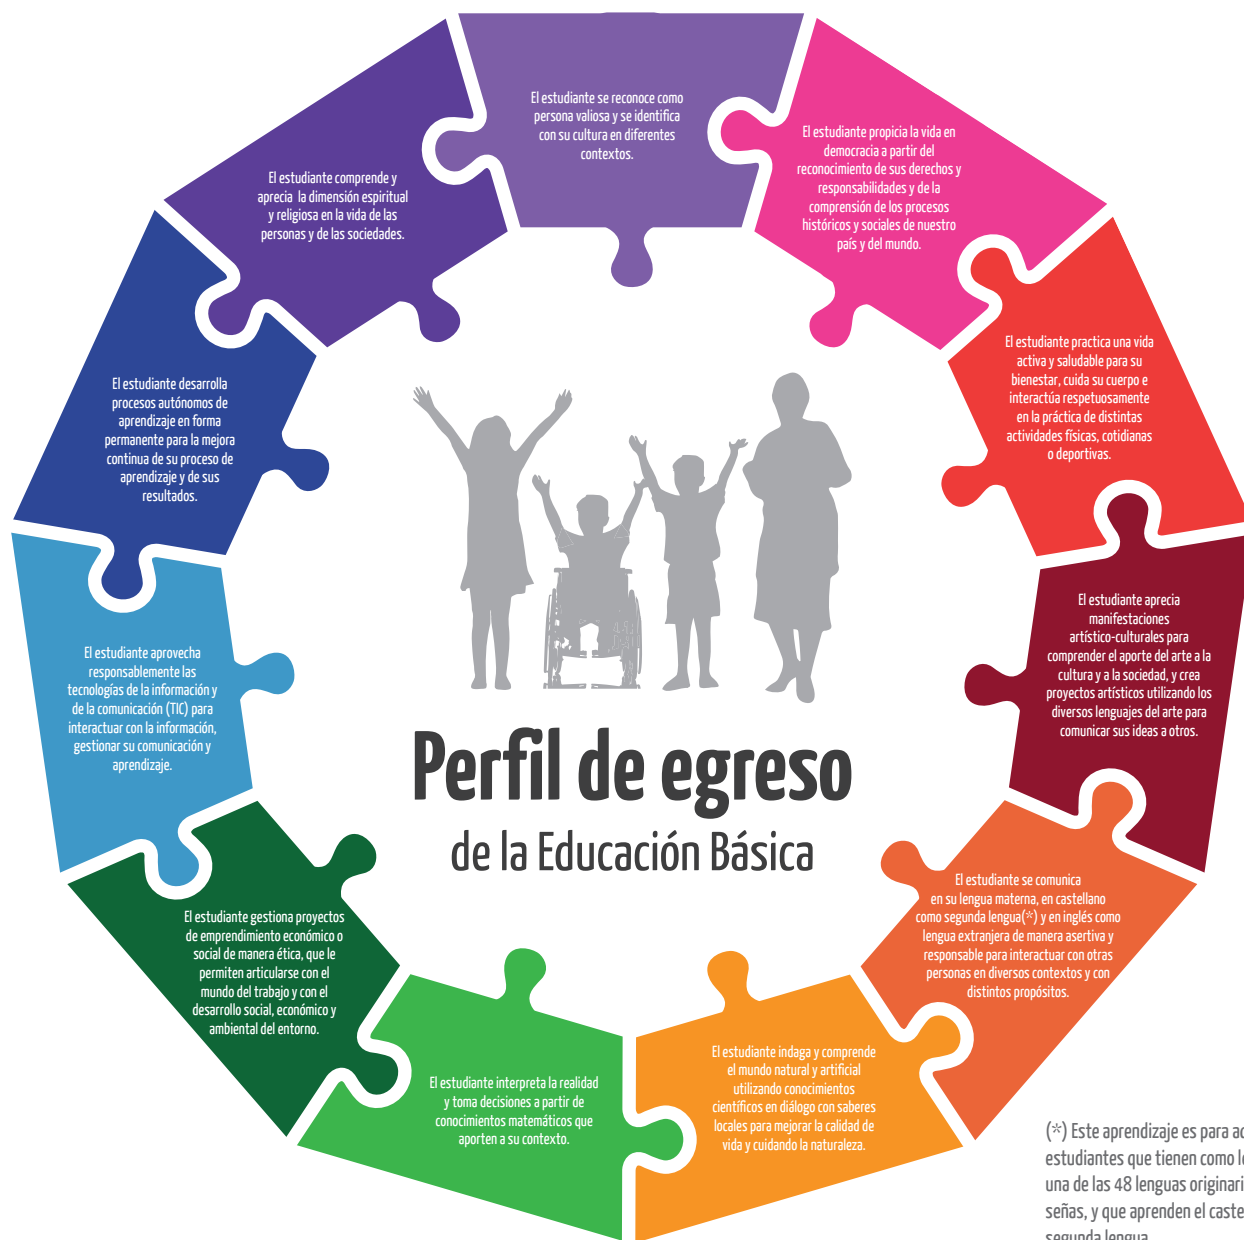 El estudiante se reconoce como
persona valiosa y se identifica
con su cultura en diferentes
contextos.
El estudiante propicia la vida en
democracia a partir del
reconocimiento de sus derechos y
responsabilidades y de la
comprensión de los procesos
históricos y sociales de nuestro
país y del mundo.
El estudiante practica una vida
activa y saludable para su
bienestar, cuida su cuerpo e
interactúa respetuosamente
en la práctica de distintas
actividades físicas, cotidianas
o deportivas.
El estudiante aprecia
manifestaciones
artístico-culturales para
comprender el aporte del arte a la
cultura y a la sociedad, y crea
proyectos artísticos utilizando los
diversos lenguajes del arte para
comunicar sus ideas a otros.
El estudiante se comunica
en su lengua materna, en castellano
como segunda lengua(*) y en inglés como
lengua extranjera de manera asertiva y
responsable para interactuar con otras
personas en diversos contextos y con
distintos propósitos.
El estudiante indaga y comprende
el mundo natural y artificial
utilizando conocimientos
científicos en diálogo con saberes
locales para mejorar la calidad de
vida y cuidando la naturaleza.
El estudiante interpreta la realidad
y toma decisiones a partir de
conocimientos matemáticos que
aporten a su contexto.
El estudiante gestiona proyectos
de emprendimiento económico o
social de manera ética, que le
permiten articularse con el
mundo del trabajo y con el
desarrollo social, económico y
ambiental del entorno.
El estudiante aprovecha
responsablemente las
tecnologías de la información y
de la comunicación (TIC) para
interactuar con la información,
gestionar su comunicación y
aprendizaje.
El estudiante desarrolla
procesos autónomos de
aprendizaje en forma
permanente para la mejora
continua de su proceso de
aprendizaje y de sus
resultados.
El estudiante comprende y
aprecia la dimensión espiritual
y religiosa en la vida de las
personas y de las sociedades.
Perfil de egreso
de la Educación Básica
(*) Este aprendizaje es para
estudiantes que tienen como
una de las 48 lenguas
señas, y que aprenden el
segunda lengua